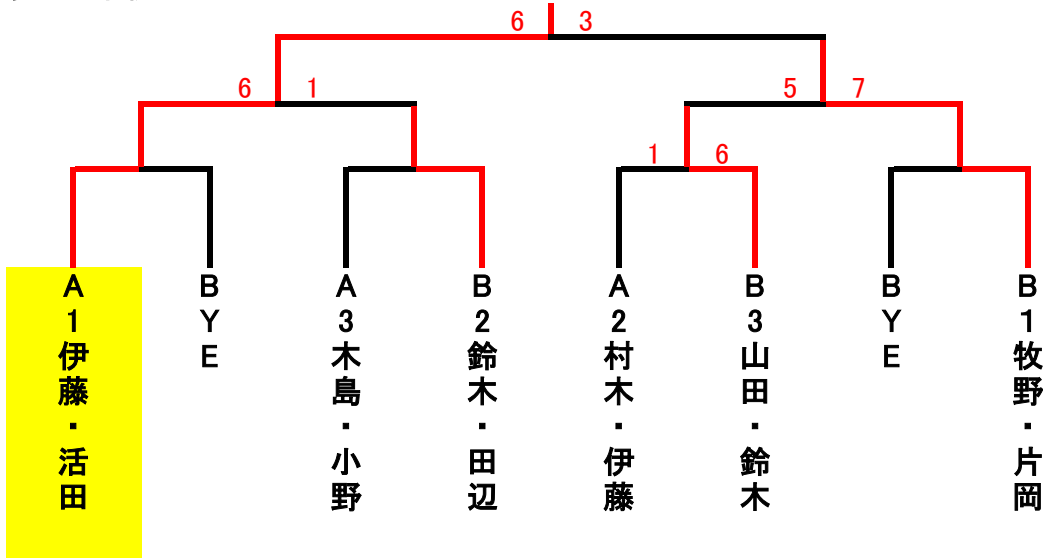 6 3
6 1
5 7
1 6
A1伊藤・活田
BYE
A3木島・小野
B2鈴木・田辺
A2村木・伊藤
B3山田・鈴木
BYE
B1牧野・片岡